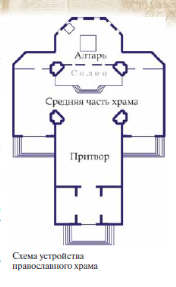 Алтарь
Солея
Средняя часть храма
Притвор
Схема устройства
православного храма